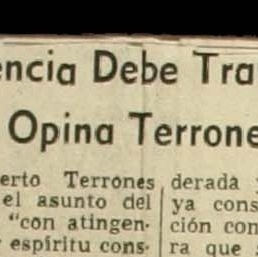 encia Debe Tra
Opina Terrone
erto Terrones
el asunto del
"con atingen-
espíritu cons-
derada y
ya cons
ción con
ra que s